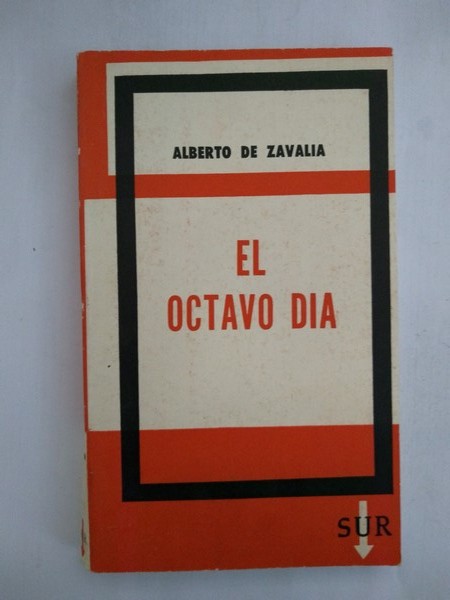 ALBERTO DE ZAVALIA
EL
OCTAVO DIA
SUR